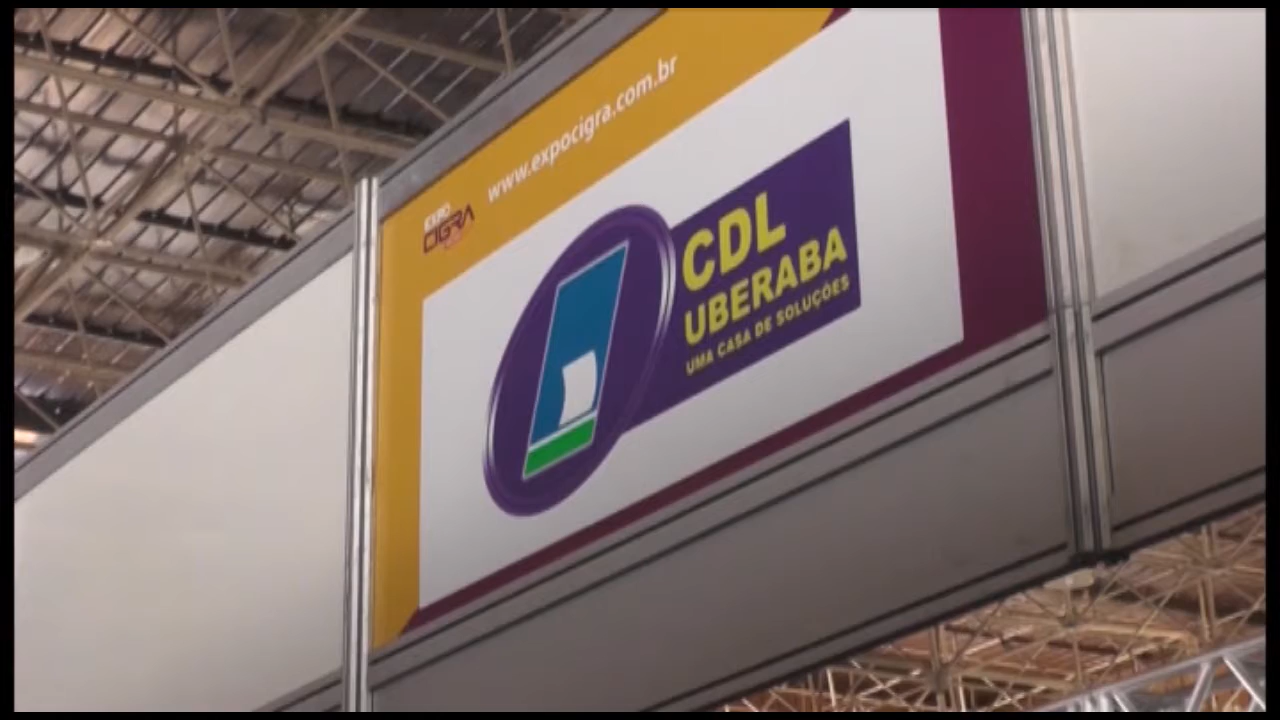 www.expocigra.com.br
EXPO
CIGRA
CDL
UBERABA
UMA CASA DE SOLUÇÕES